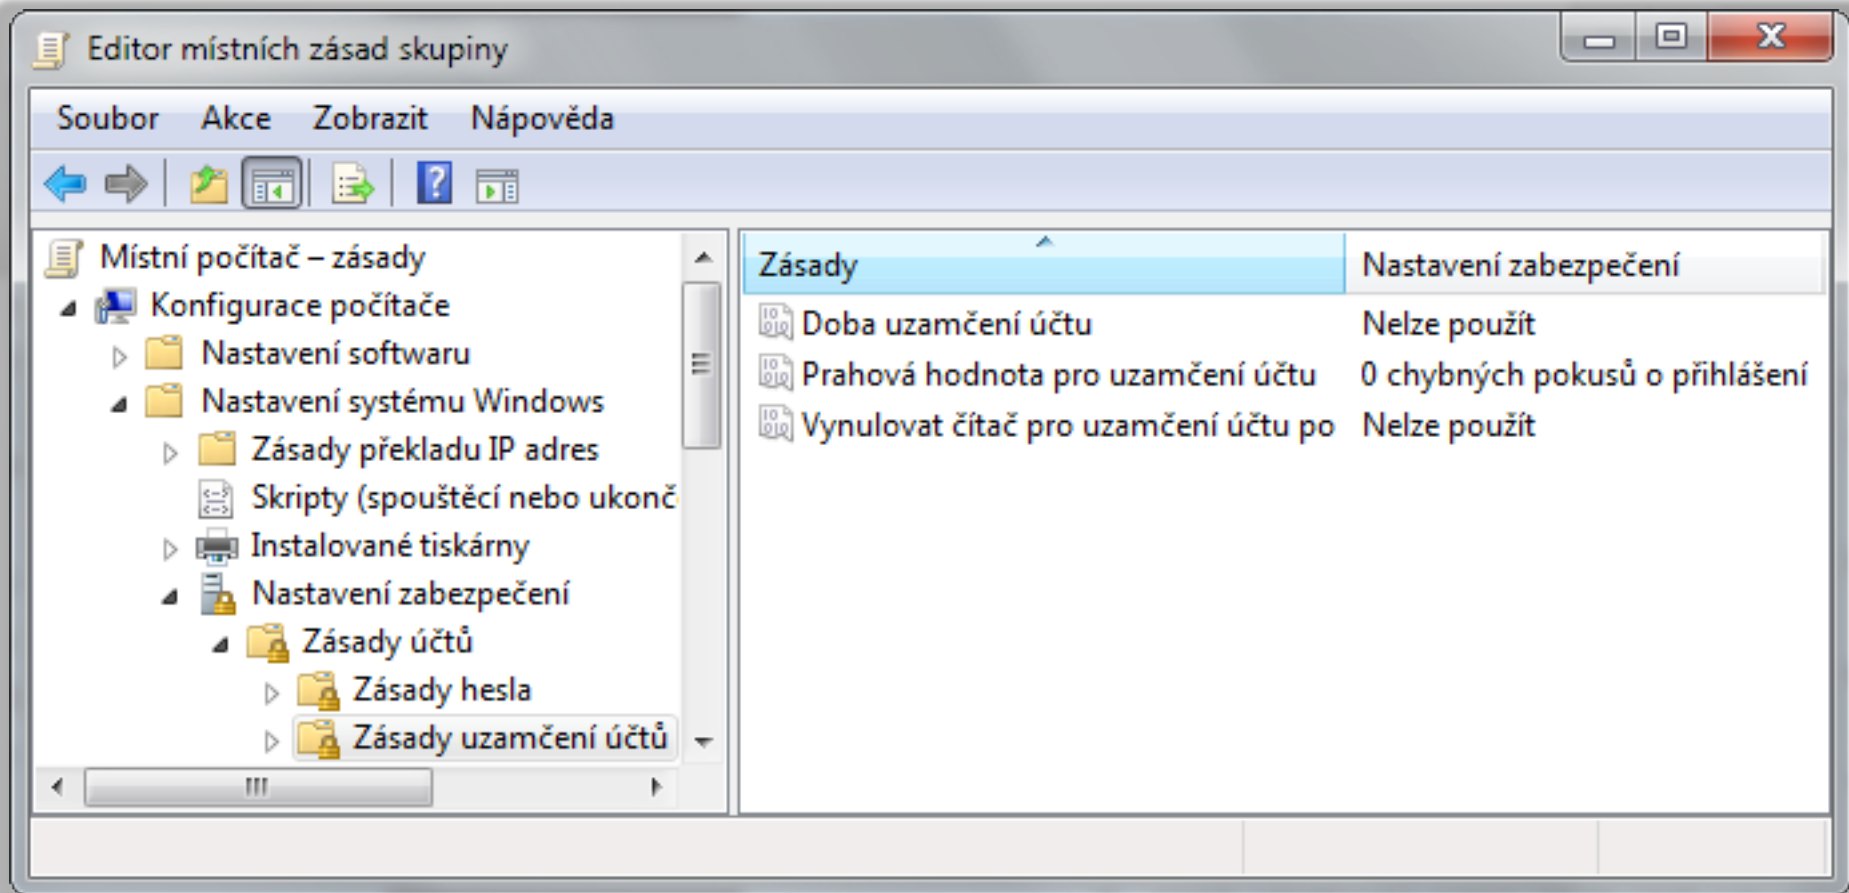 Editor místních zásad skupiny
Soubor Akce Zobrazit Nápověda
Místní počítač – zásady
Konfigurace počítače
Nastavení softwaru
Nastavení systému Windows
Zásady překladu IP adres
Skripty (spouštěcí nebo ukonč
Instalované tiskárny
Nastavení zabezpečení
Zásady účtů
Zásady hesla
Zásady uzamčení účtů
Zásady Nastavení zabezpečení
Doba uzamčení účtu Nelze použít
Prahová hodnota pro uzamčení účtu 0 chybných pokusů o přihlášení
Vynulovat čítač pro uzamčení účtu po Nelze použít